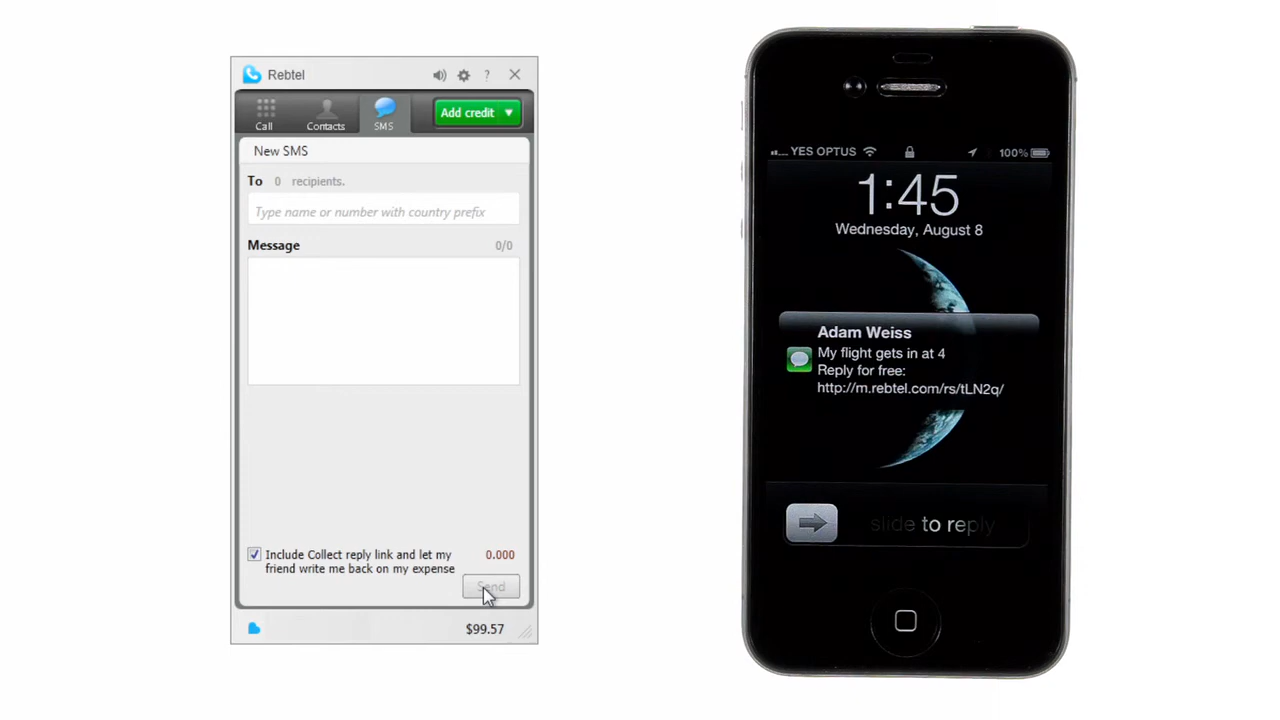 Rebtel
?
Call
Contacts
SMS
Add credit
New SMS
To 0 recipients.
Type name or number with country prefix
Message 0/0
Include Collect reply link and let my
friend write me back on my expense
0.000
Send
$99.57
YES OPTUS
100%
1:45
Wednesday, August 8
Adam Weiss
My flight gets in at 4
Reply for free:
http://m.rebtel.com/rs/tLN2q/
slide to reply